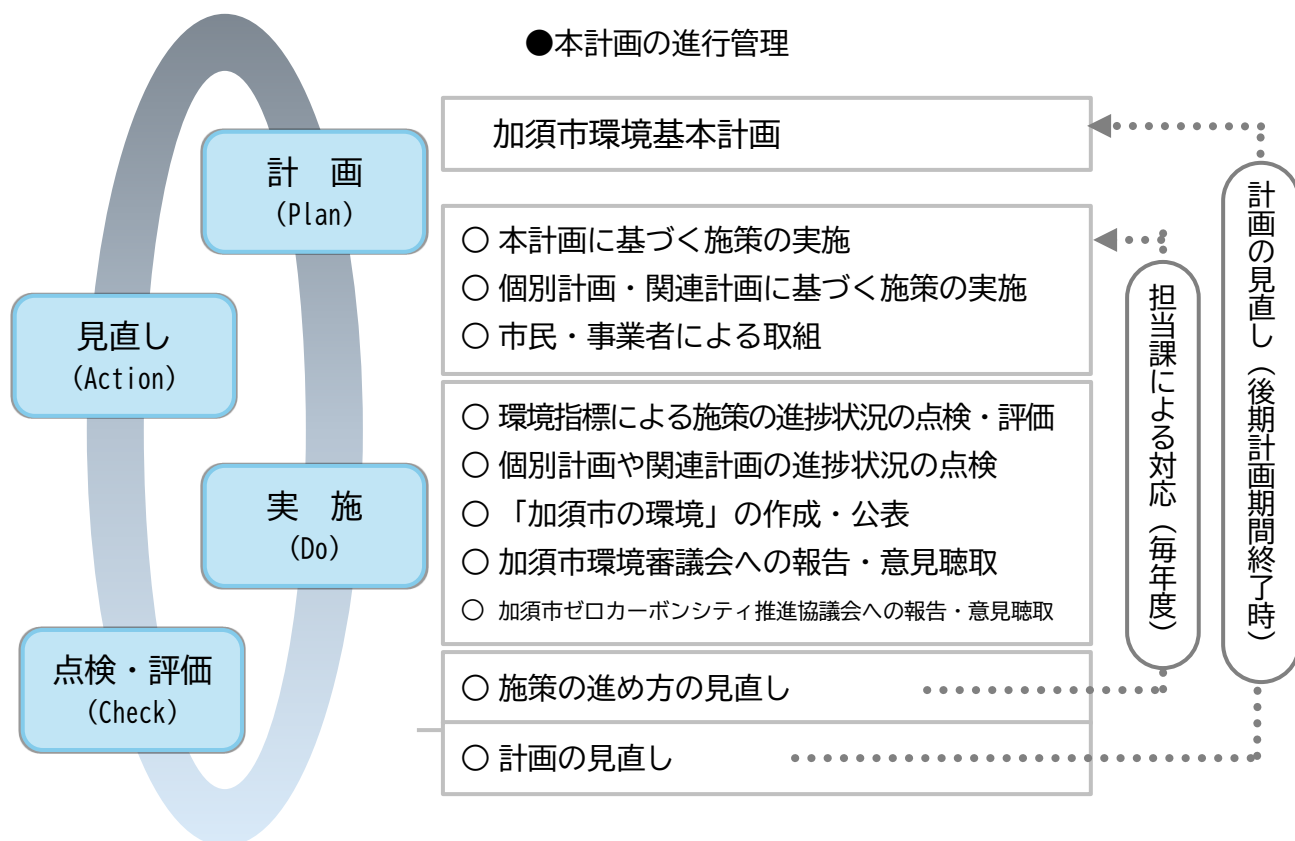 ●本計画の進行管理
計　画
(Plan)
見直し
(Action)
実　施
(Do)
点検・評価
(Check)
加須市環境基本計画
○ 本計画に基づく施策の実施
○ 個別計画・関連計画に基づく施策の実施
○ 市民・事業者による取組
○ 環境指標による施策の進捗状況の点検・評価
○ 個別計画や関連計画の進捗状況の点検
○ 「加須市の環境」の作成・公表
○ 加須市環境審議会への報告・意見聴取
○ 加須市ゼロカーボンシティ推進協議会への報告・意見聴取
○ 施策の進め方の見直し
○ 計画の見直し
担当課による対応（毎年度）
計画の見直し（後期計画期間終了時）